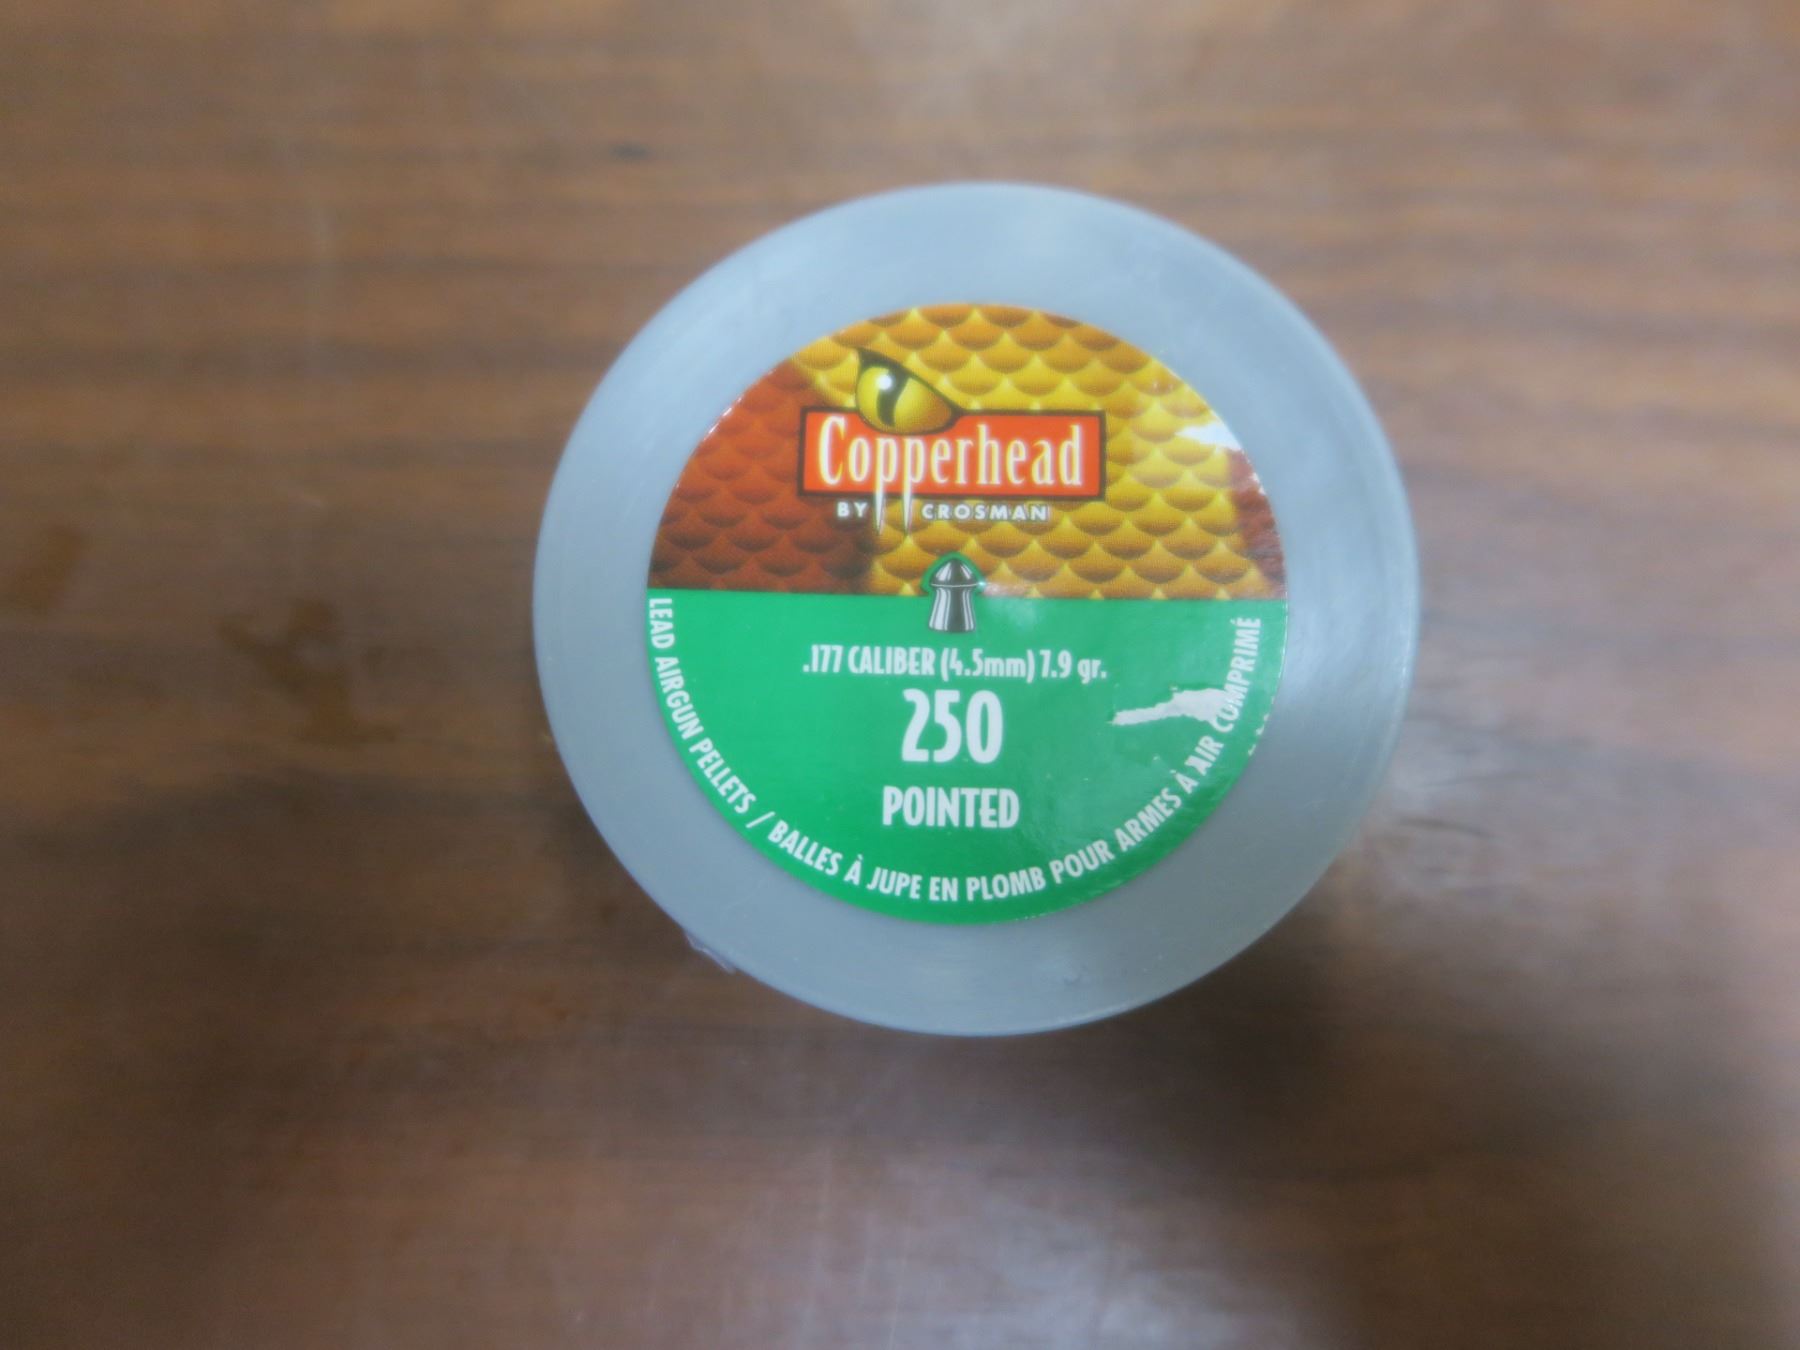 Copperhead
BY CROSMAN
.177 CALIBER (4.5mm) 7.9 gr.
250
POINTED
LEAD AIRGUN PELLETS / BALLES À JUPE EN PLOMB POUR ARMES À AIR COMPRIMÉ